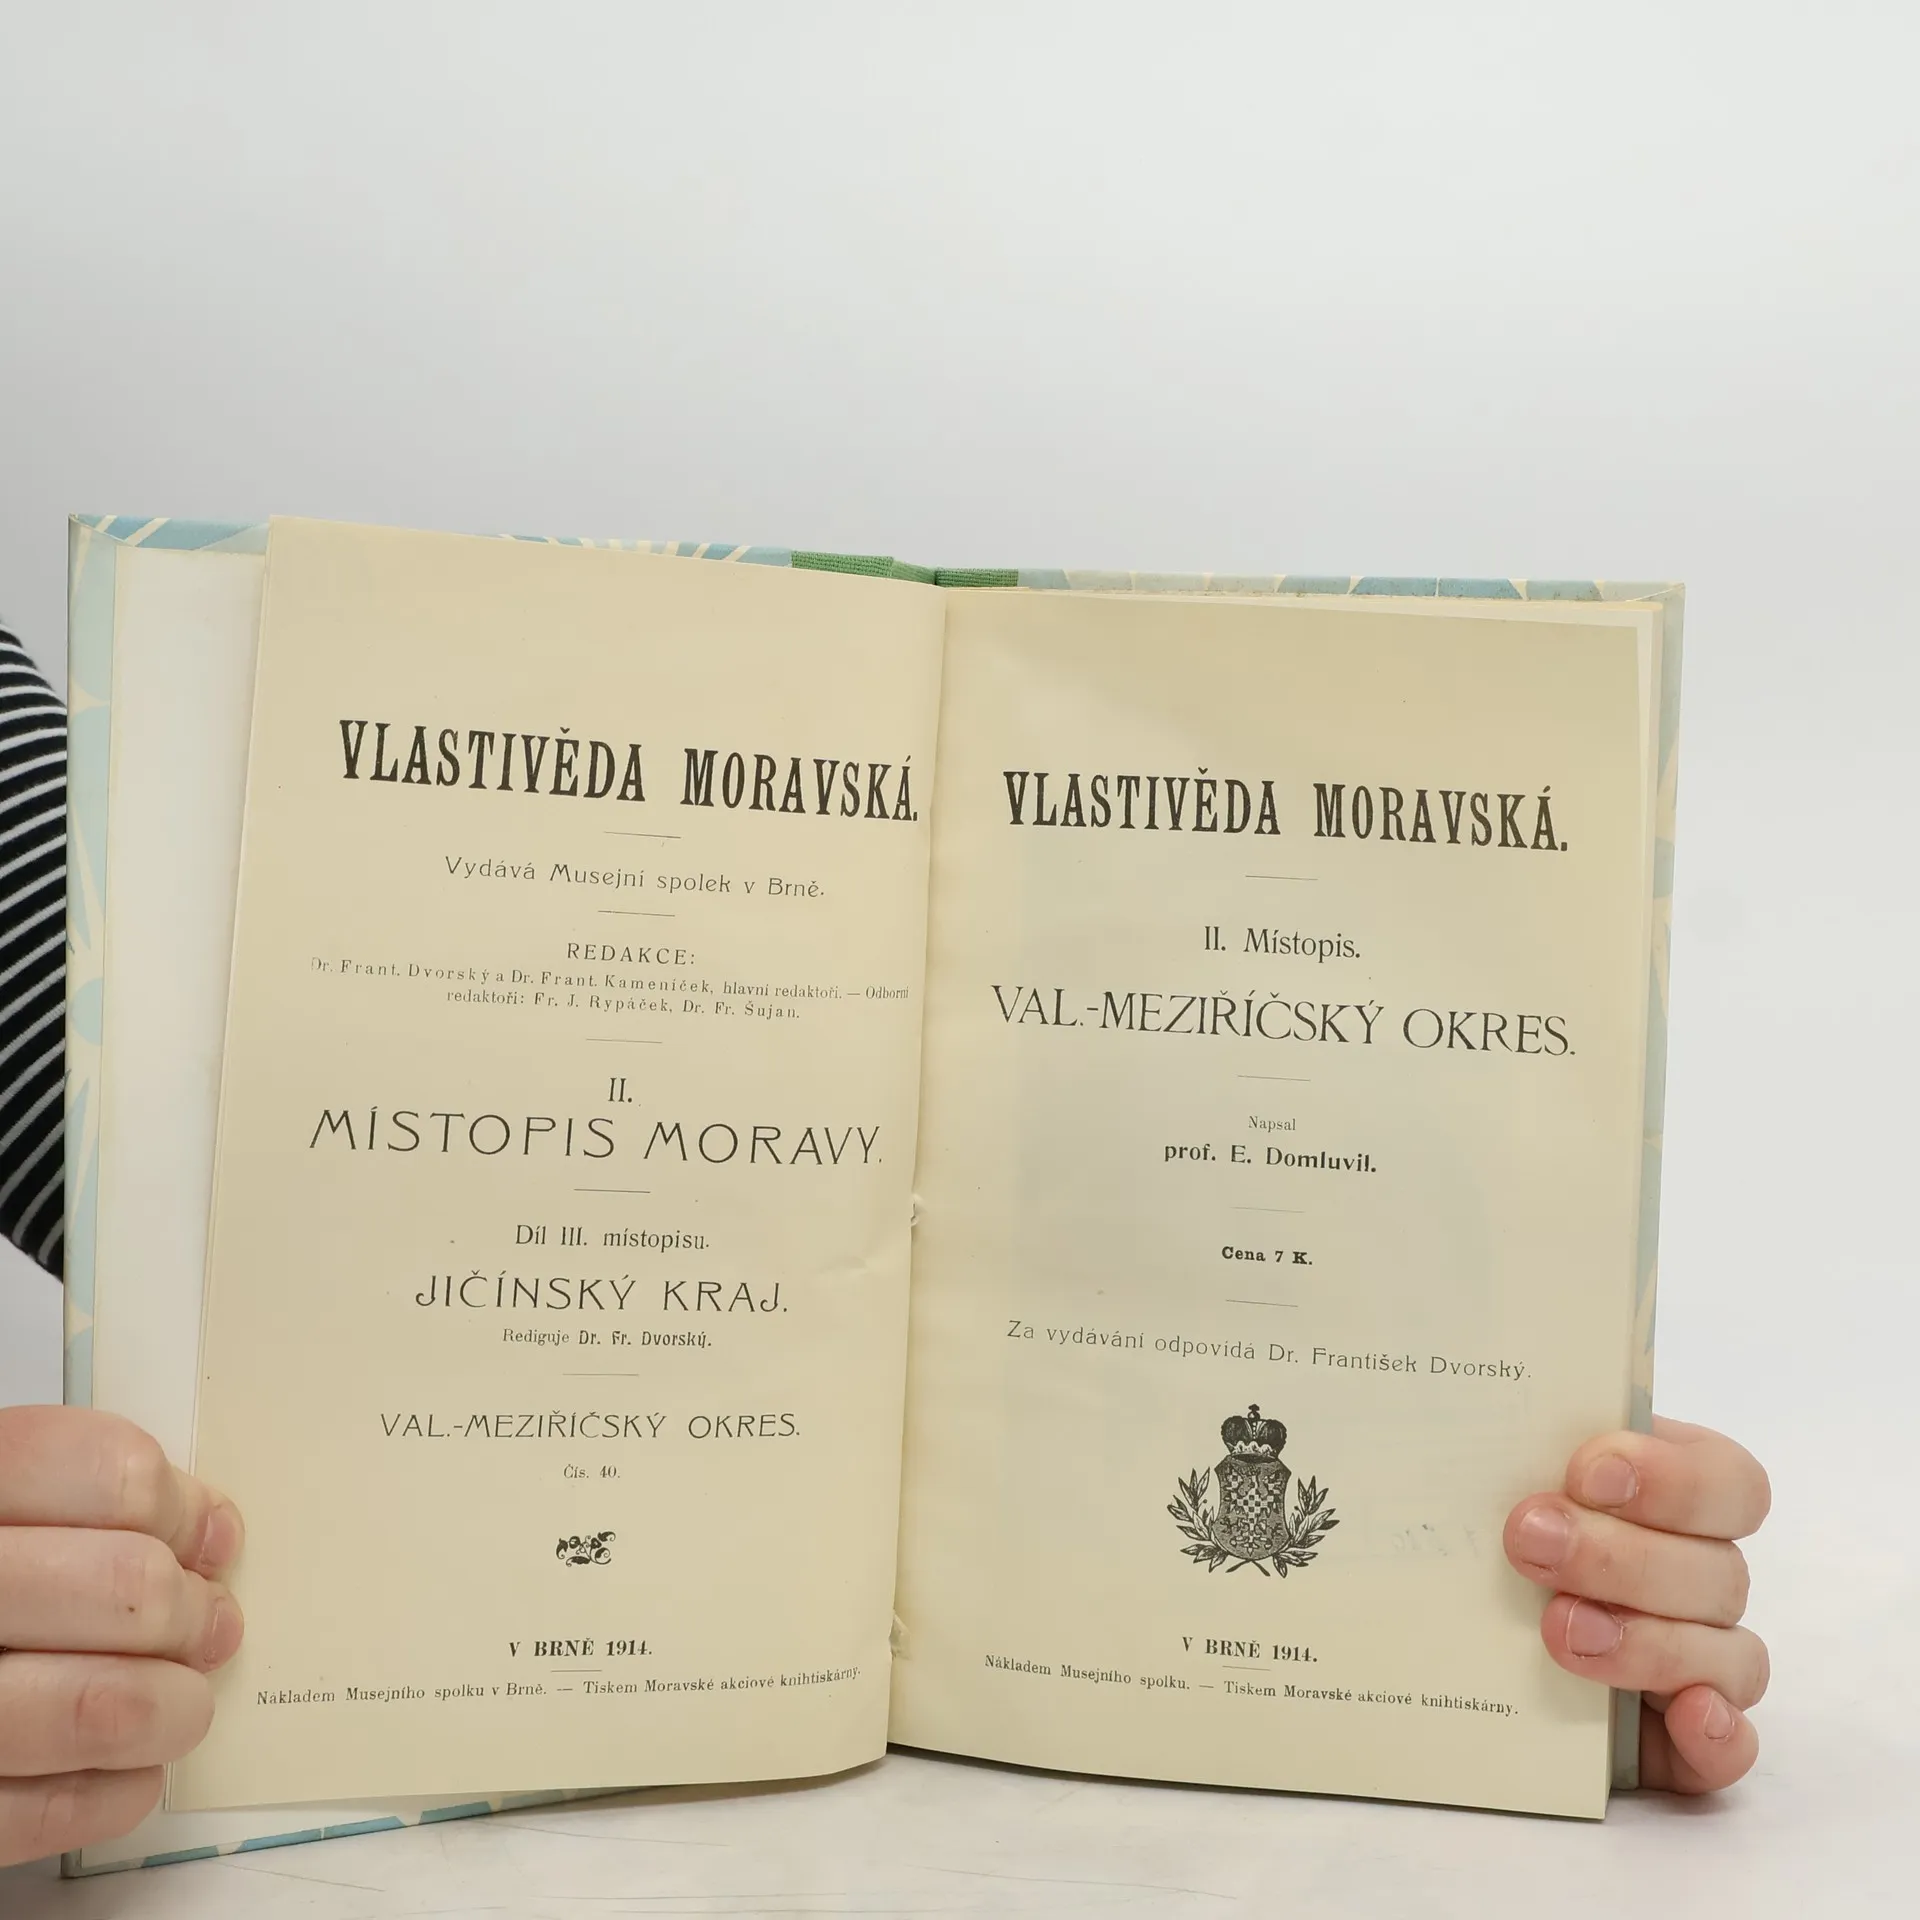 VLASTIVĚDA MORAVSKÁ.
Vydává Musejní spolek v Brně.
REDAKCE:
Dr. Frant. Dvorský a Dr. Frant. Kameníček, hlavní redaktoři. — Odborní
redaktoři: Fr. J. Rypáček, Dr. Fr. Šujan.
II.
MÍSTOPIS MORAVY.
Díl III. místopisu.
JIČÍNSKÝ KRAJ.
Rediguje Dr. Fr. Dvorský.
VAL.-MEZIŘÍČSKÝ OKRES.
Čís. 40.
V BRNĚ 1914.
Nákladem Musejního spolku v Brně. — Tiskem Moravské akciové knihtiskárny.
VLASTIVĚDA MORAVSKÁ.
II. Místopis.
VAL.-MEZIŘÍČSKÝ OKRES.
Napsal
prof. E. Domluvil.
Cena 7 K.
Za vydávání odpovídá Dr. František Dvorský.
V BRNĚ 1914.
Nákladem Musejního spolku. — Tiskem Moravské akciové knihtiskárny.